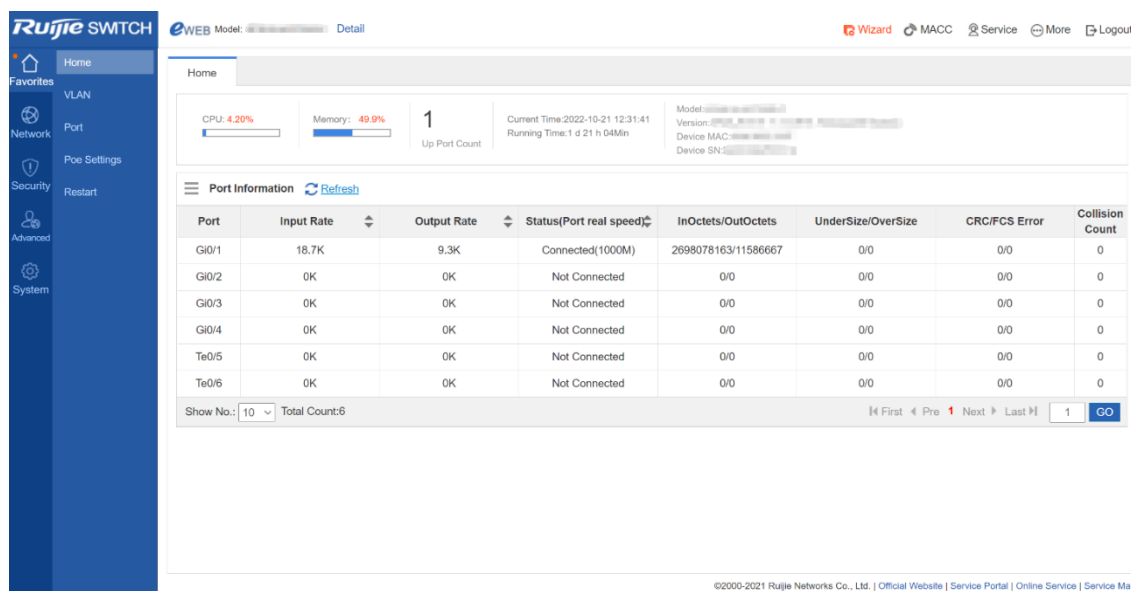 Ruijie SWITCH eWEB Model: Detail Wizard MACC Service More Logout
Favorites
Network
Security
Advanced
System
Home
VLAN
Port
Poe Settings
Restart
Home
CPU: 4.20%
Memory: 49.9%
1
Up Port Count
Current Time:2022-10-21 12:31:41
Running Time:1 d 21 h 04Min
Model:
Version:
Device MAC:
Device SN:
Port Information Refresh
Port Input Rate Output Rate Status(Port real speed) InOctets/OutOctets UnderSize/OverSize CRC/FCS Error Collision Count
Gi0/1 18.7K 9.3K Connected(1000M) 2698078163/11586667 0/0 0/0 0
Gi0/2 0K 0K Not Connected 0/0 0/0 0/0 0
Gi0/3 0K 0K Not Connected 0/0 0/0 0/0 0
Gi0/4 0K 0K Not Connected 0/0 0/0 0/0 0
Te0/5 0K 0K Not Connected 0/0 0/0 0/0 0
Te0/6 0K 0K Not Connected 0/0 0/0 0/0 0
Show No.: 10 Total Count:6 First Pre 1 Next Last 1 GO
©2000-2021 Ruijie Networks Co., Ltd. | Official Website | Service Portal | Online Service | Service Ma